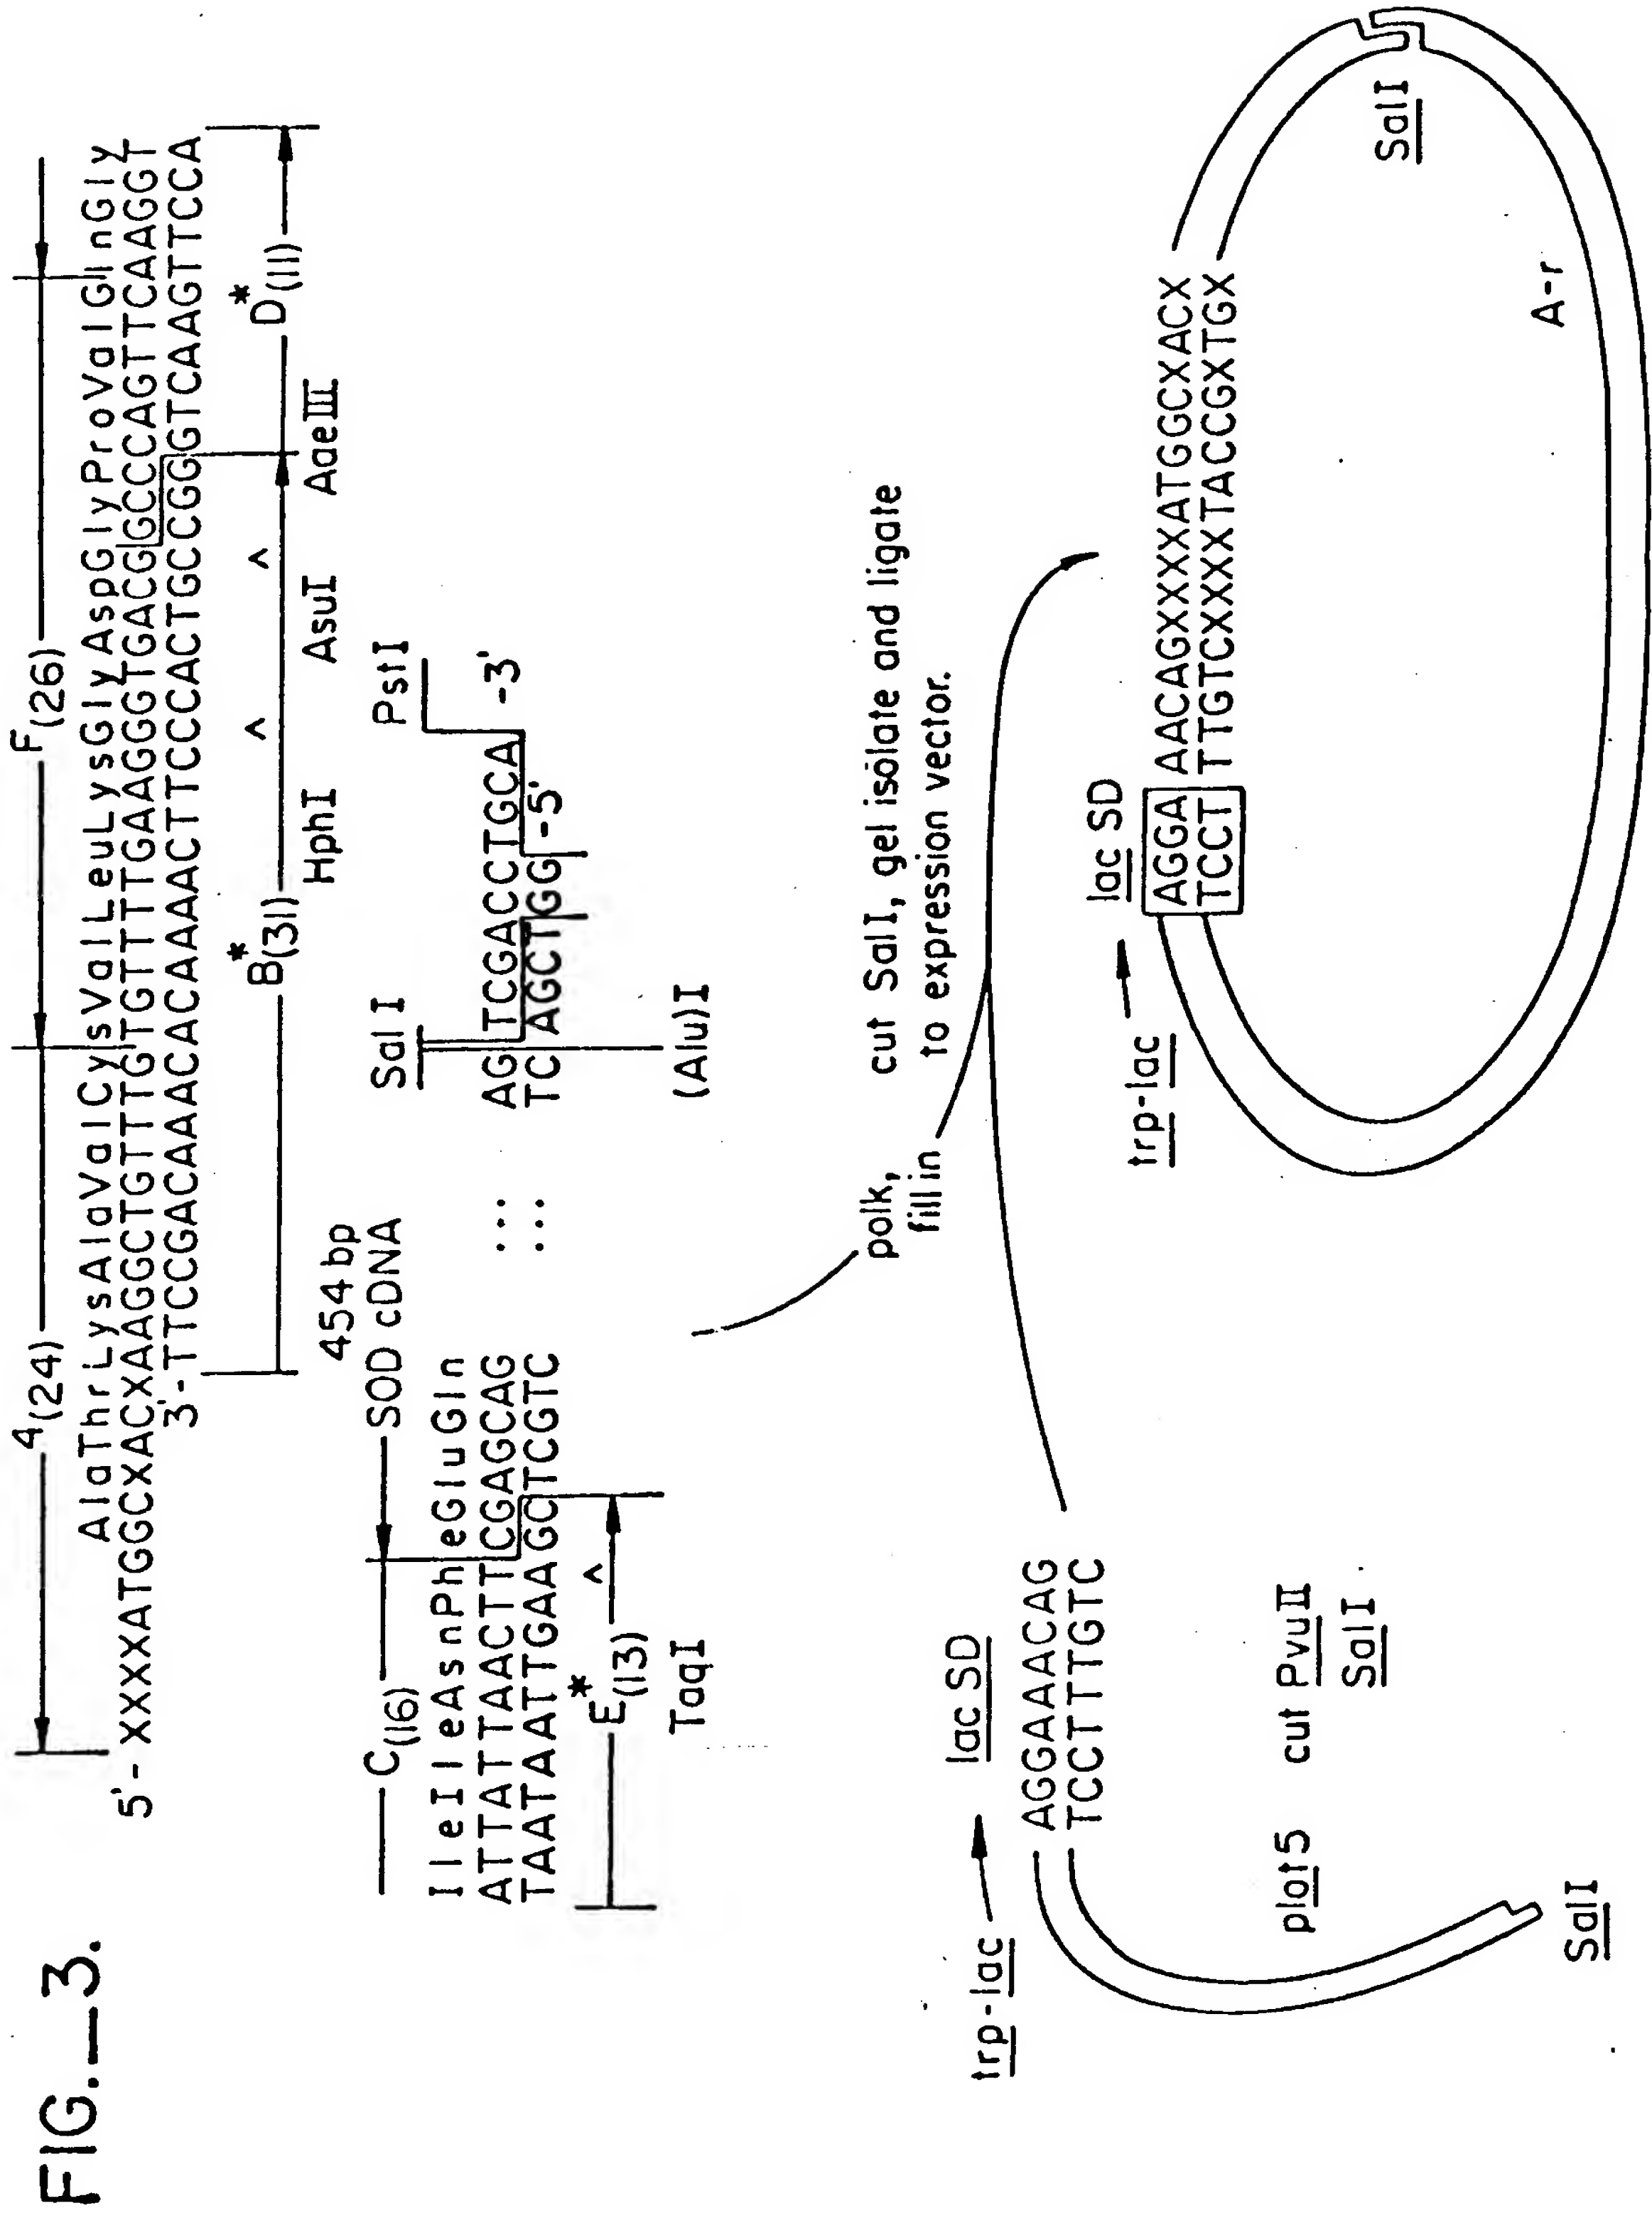 FIG._3.
4(24) F(26)
AlaThrLysAlaValCysValLeuLysGlyAspGlyProValGlnGly
5'-XXXXATGGCXACXAAGGCTGTTTGTGTTTTGAAGGGTGACGGCCCAGTTCAAGGT
3'-TTCCGACAAACACAAAACTTCCCACTGCCGGGTCAAGTTCCA
B*(31) D*(11)
^ ^
HphI AsuI AaeIII
454 bp
C(16) SOD cDNA
IleIleAsnPheGluGln
ATTATTAACTTCGAGCAG
TAATAATTGAAGCTCGTC
E*(13) ^
TaqI
...
...
Sal I PstI
AGTCGACCTGCA -3'
TCAGCTGG -5'
(Alu)I
polk,
fill in
cut SalI, gel isolate and ligate
to expression vector.
trp-lac lac SD
AGGAACAG
TCCTTTGTC
plot5 cut PvuII
SalI
SalI
trp-lac lac SD
AGGA AACAGXXXXATGGCXACX
TCCT TTGTCXXXXTACCGXTGX
SalI
A-r